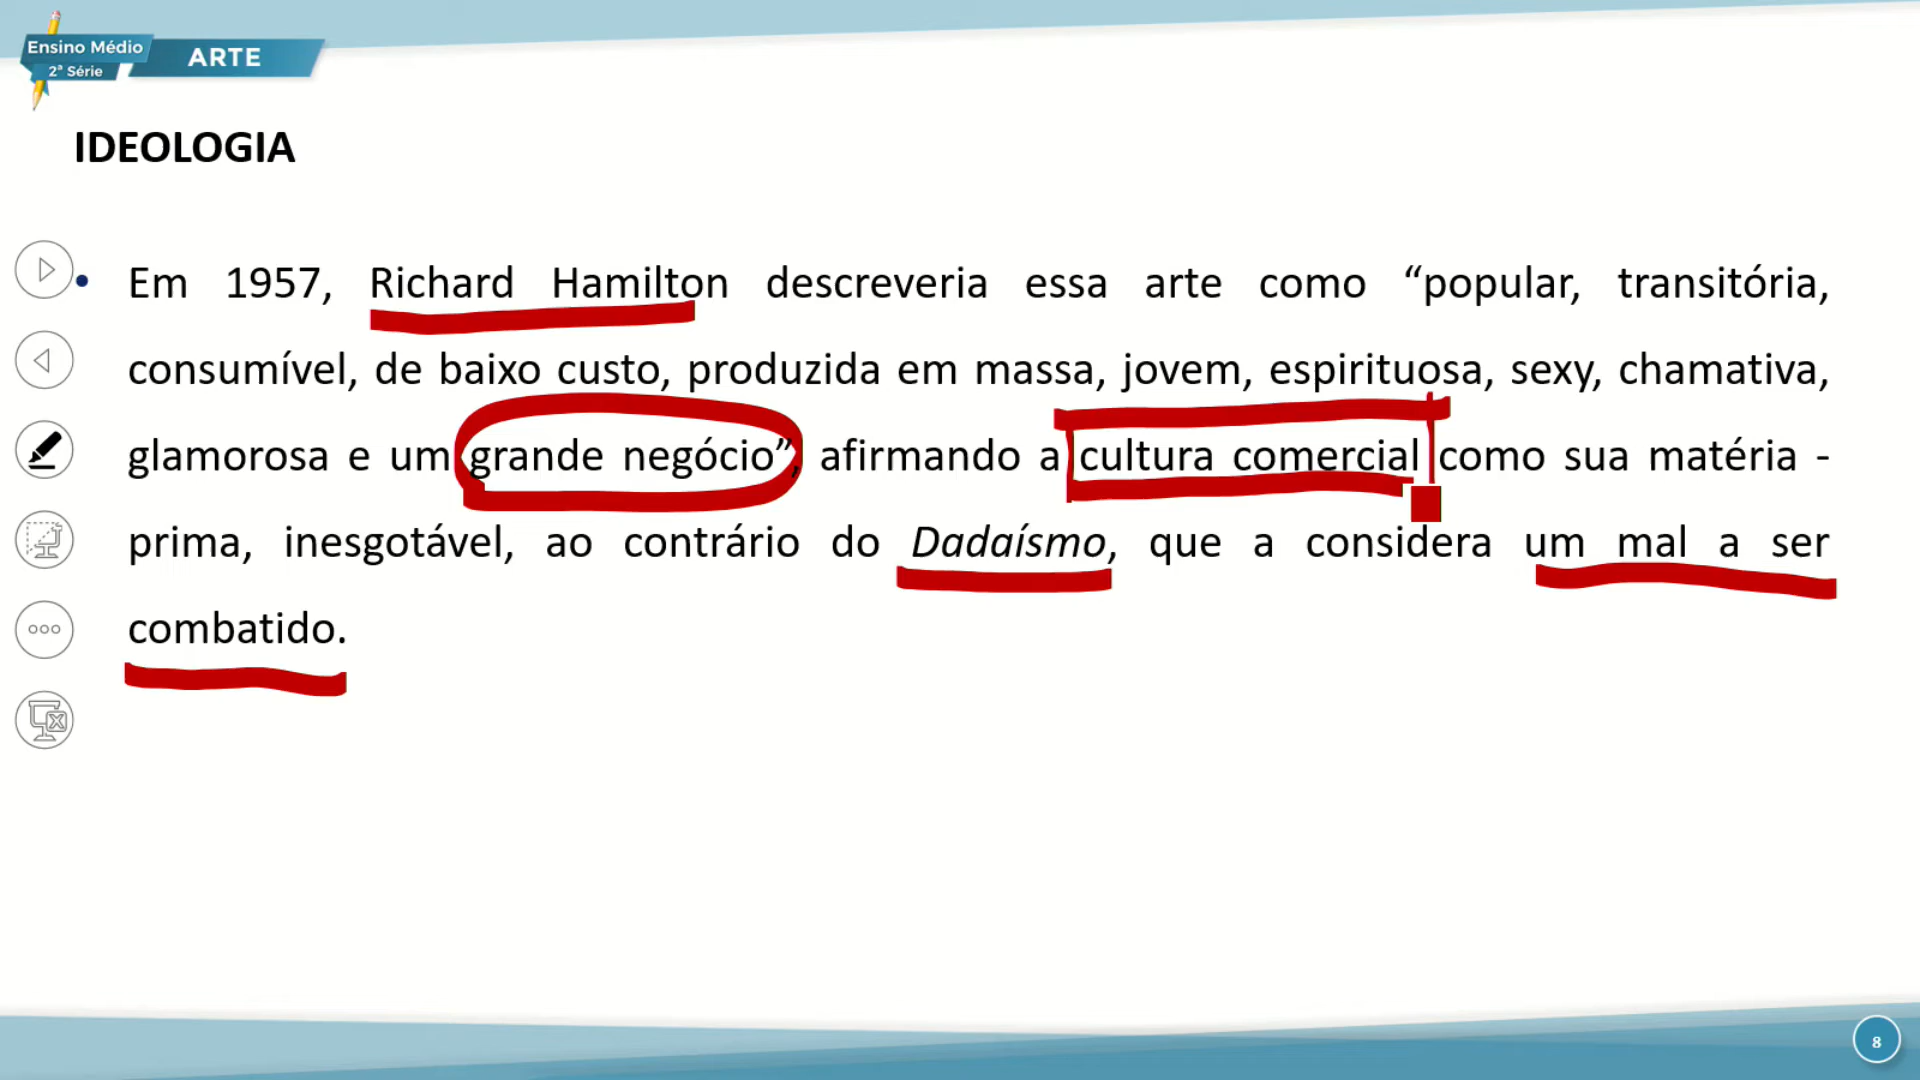 Ensino Médio
2ª Série
ARTE
IDEOLOGIA
• Em 1957, Richard Hamilton descreveria essa arte como “popular, transitória,
consumível, de baixo custo, produzida em massa, jovem, espirituosa, sexy, chamativa,
glamorosa e um grande negócio”, afirmando a cultura comercial como sua matéria -
prima, inesgotável, ao contrário do Dadaísmo, que a considera um mal a ser
combatido.
8